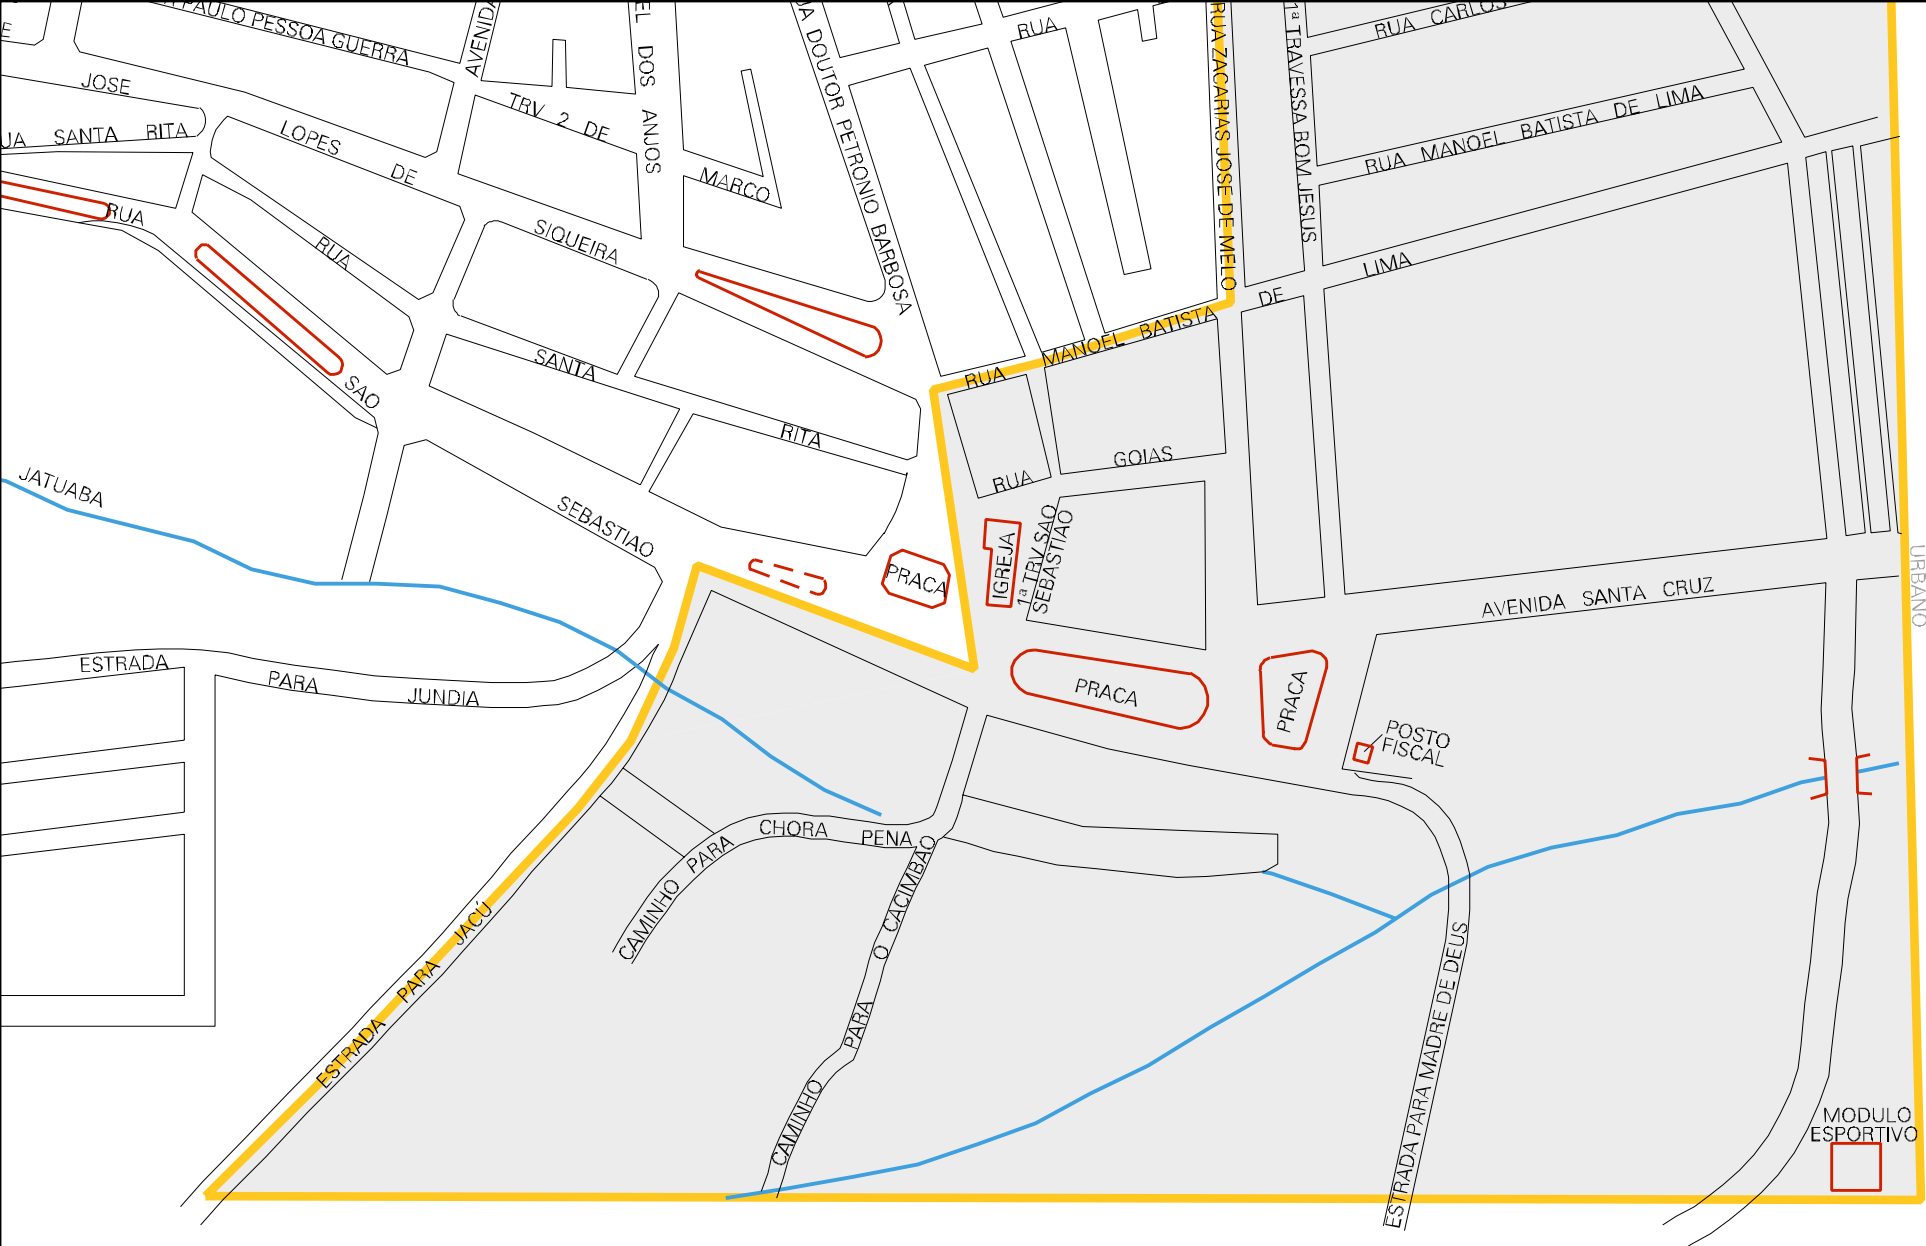 PAULO PESSOA GUERRA
AVENIDA
EL DOS ANJOS
DOUTOR PETRONIO BARBOSA
RUA
RUA ZACARIAS JOSE DE MELO
1ª TRAVESSA BOM JESUS
RUA CARLOS
JOSE
LOPES DE
SIQUEIRA
TRV 2 DE
MARCO
UA SANTA RITA
RUA MANOEL BATISTA DE LIMA
RUA
SAO
SEBASTIAO
RUA
SANTA
RITA
RUA MANOEL BATISTA
DE
LIMA
RUA
GOIAS
JATUABA
PRACA
IGREJA
1ª TRV SAO
SEBASTIAO
AVENIDA SANTA CRUZ
URBANO
ESTRADA
PARA
JUNDIA
PRACA
PRACA
POSTO
FISCAL
CAMINHO PARA
CHORA PENA
CAMINHO PARA O CACIMBAO
ESTRADA PARA JACÚ
ESTRADA PARA MADRE DE DEUS
MODULO
ESPORTIVO